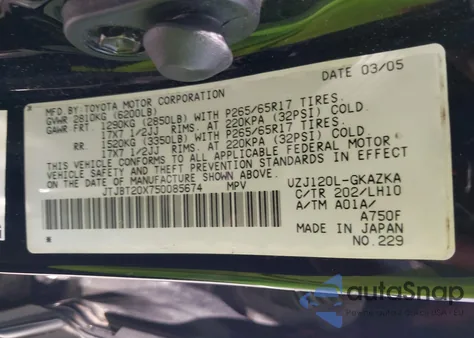 MFD.BY:TOYOTA MOTOR CORPORATION DATE 03/05
GVWR 2810KG (6200LB)
GAWR FRT. 1290KG (2850LB) WITH P265/65R17 TIRES.
17X7 1/2JJ RIMS. AT 220KPA (32PSI) COLD.
RR. 1520KG (3350LB) WITH P265/65R17 TIRES.
17X7 1/2JJ RIMS. AT 220KPA (32PSI) COLD.
THIS VEHICLE CONFORMS TO ALL APPLICABLE FEDERAL MOTOR
VEHICLE SAFETY AND THEFT PREVENTION STANDARDS IN EFFECT
ON THE DATE OF MANUFACTURE SHOWN ABOVE.
JTJBT20X750085674 MPV UZJ120L-GKAZKA
C/TR 202/LH10
A/TM A01A/
A750F
MADE IN JAPAN
NO.229
autoSnap